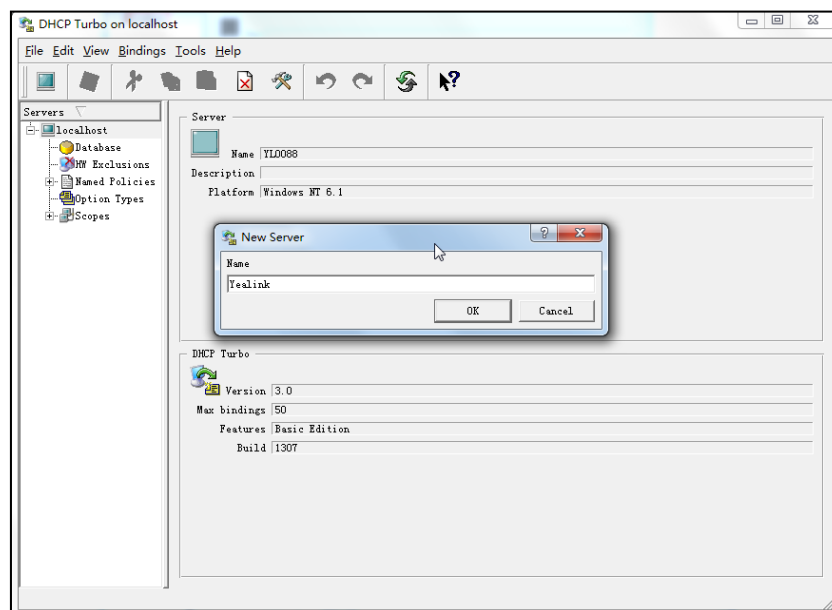 DHCP Turbo on localhost
File Edit View Bindings Tools Help
Servers
localhost
Database
HW Exclusions
Named Policies
Option Types
Scopes
Server
Name YL0088
Description
Platform Windows NT 6.1
New Server
Name
Yealink
OK Cancel
DHCP Turbo
Version 3.0
Max bindings 50
Features Basic Edition
Build 1307